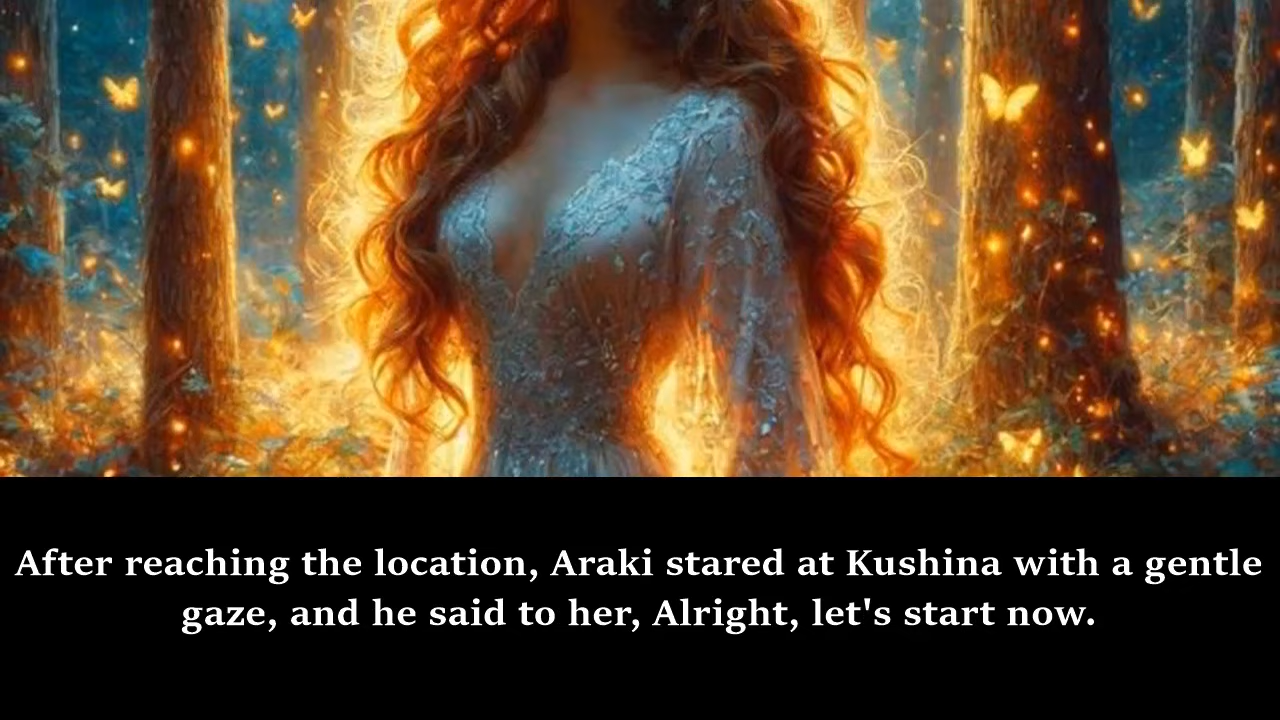 After reaching the location, Araki stared at Kushina with a gentle
gaze, and he said to her, Alright, let's start now.